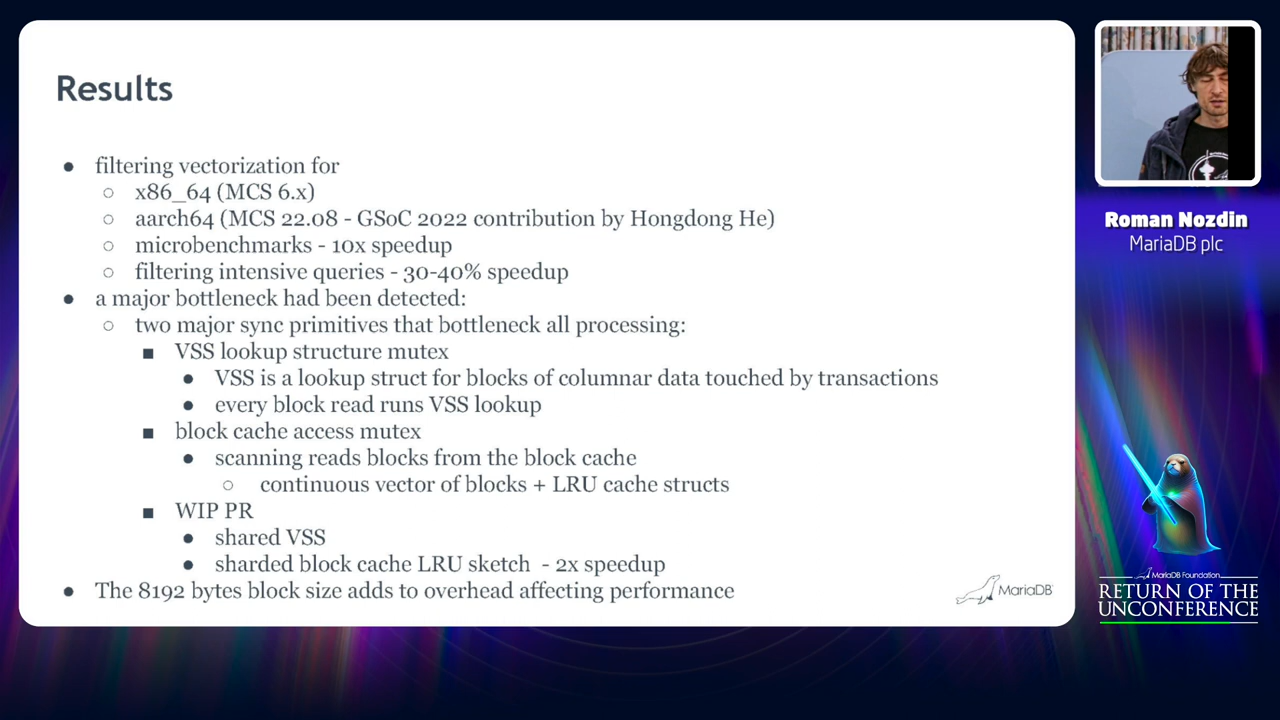 Results
filtering vectorization for
x86_64 (MCS 6.x)
aarch64 (MCS 22.08 - GSoC 2022 contribution by Hongdong He)
microbenchmarks - 10x speedup
filtering intensive queries - 30-40% speedup
a major bottleneck had been detected:
two major sync primitives that bottleneck all processing:
VSS lookup structure mutex
VSS is a lookup struct for blocks of columnar data touched by transactions
every block read runs VSS lookup
block cache access mutex
scanning reads blocks from the block cache
continuous vector of blocks + LRU cache structs
WIP PR
shared VSS
sharded block cache LRU sketch - 2x speedup
The 8192 bytes block size adds to overhead affecting performance
MariaDB
Roman Nozdin
MariaDB plc
MariaDB Foundation
RETURN OF THE
UNCONFERENCE